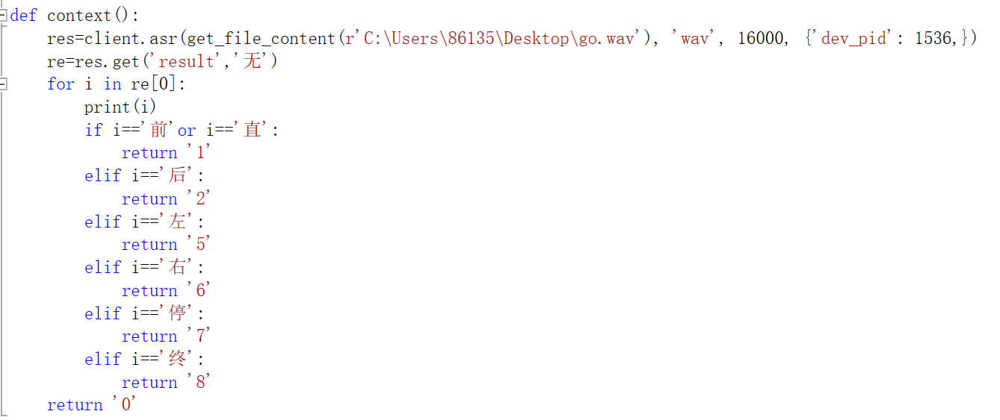 def context():
    res=client.asr(get_file_content(r'C:\Users\86135\Desktop\go.wav'), 'wav', 16000, {'dev_pid': 1536,})
    re=res.get('result','无')
    for i in re[0]:
        print(i)
        if i=='前'or i=='直':
            return '1'
        elif i=='后':
            return '2'
        elif i=='左':
            return '5'
        elif i=='右':
            return '6'
        elif i=='停':
            return '7'
        elif i=='终':
            return '8'
    return '0'